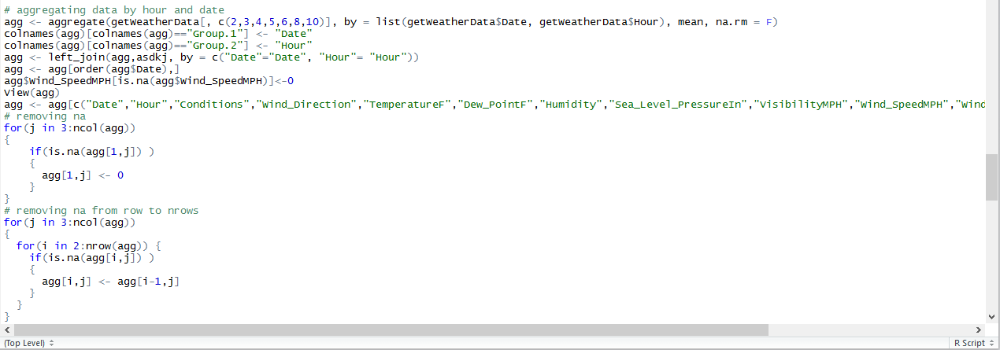 # aggregating data by hour and date
agg <- aggregate(getWeatherData[, c(2,3,4,5,6,8,10)], by = list(getWeatherData$Date, getWeatherData$Hour), mean, na.rm = F)
colnames(agg)[colnames(agg)=="Group.1"] <- "Date"
colnames(agg)[colnames(agg)=="Group.2"] <- "Hour"
agg <- left_join(agg,asdkj, by = c("Date"="Date", "Hour"= "Hour"))
agg <- agg[order(agg$Date),]
agg$Wind_SpeedMPH[is.na(agg$Wind_SpeedMPH)]<-0
View(agg)
agg <- agg[c("Date","Hour","Conditions","Wind_Direction","TemperatureF","Dew_PointF","Humidity","Sea_Level_PressureIn","VisibilityMPH","Wind_SpeedMPH","Wind
# removing na
for(j in 3:ncol(agg))
{
    if(is.na(agg[1,j]) )
    {
      agg[1,j] <- 0
    }
}
# removing na from row to nrows
for(j in 3:ncol(agg))
{
  for(i in 2:nrow(agg)) {
    if(is.na(agg[i,j]) )
    {
      agg[i,j] <- agg[i-1,j]
    }
  }
}
(Top Level) R Script